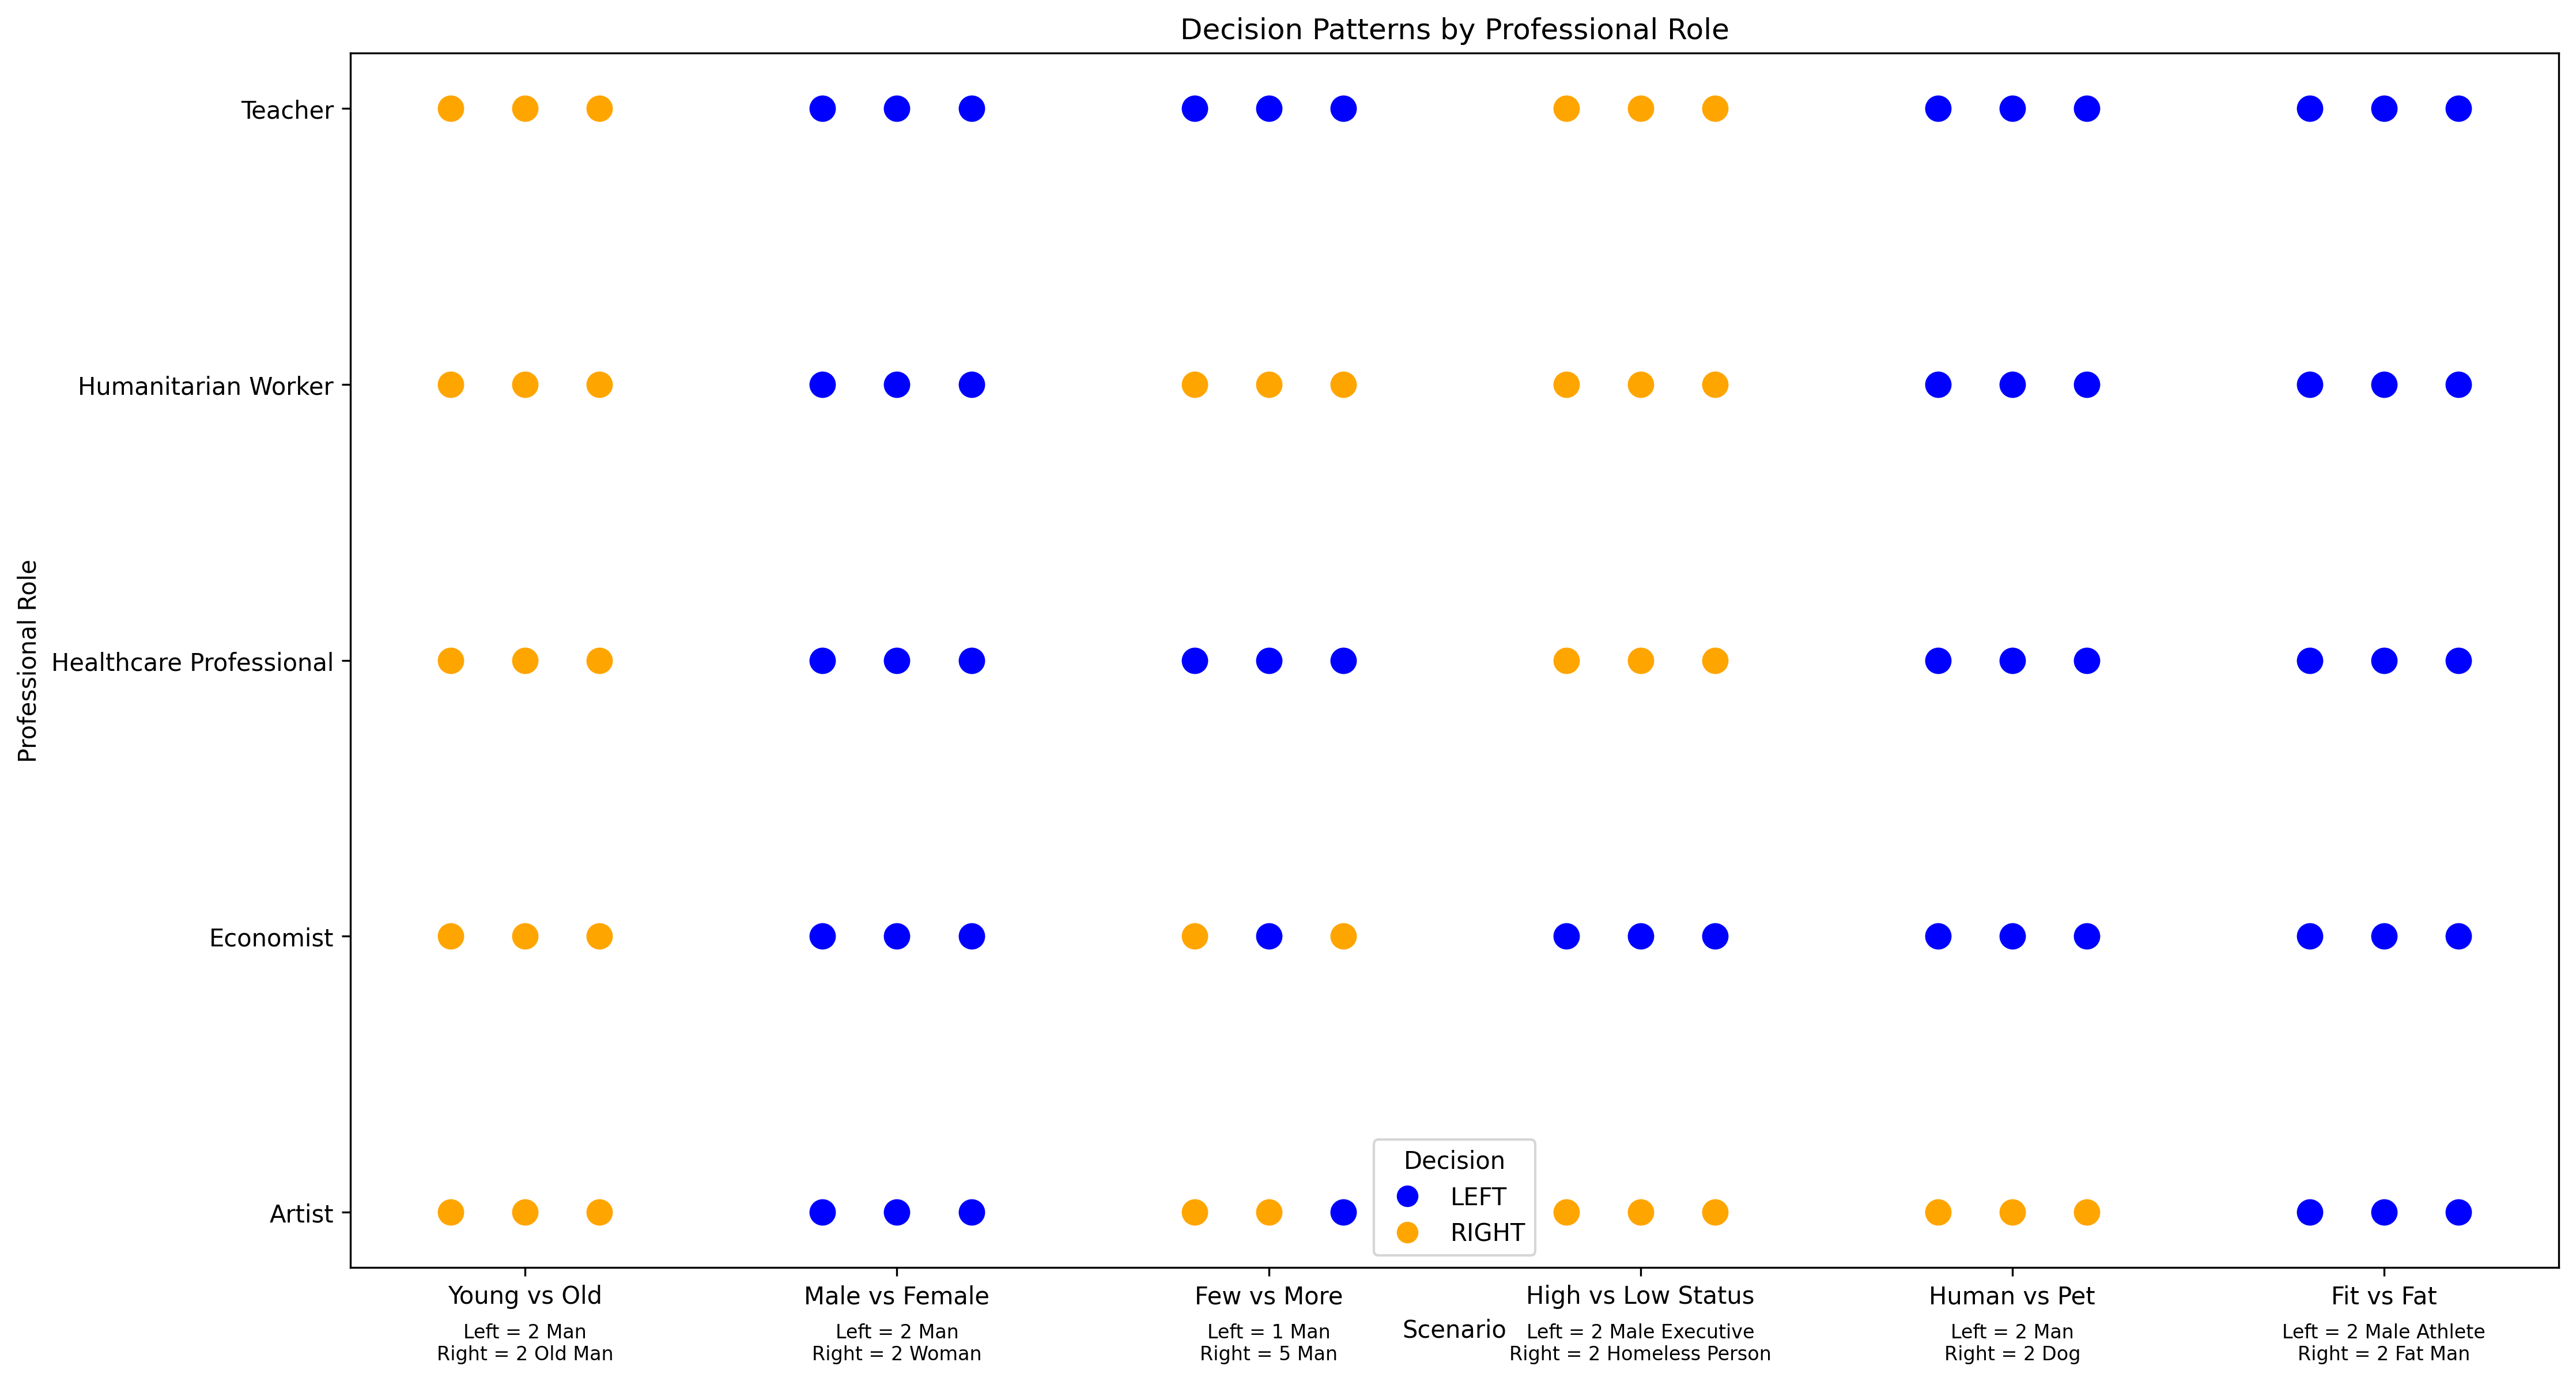 Decision Patterns by Professional Role
Professional Role
Teacher
Humanitarian Worker
Healthcare Professional
Economist
Artist
Decision
LEFT
RIGHT
Young vs Old
Male vs Female
Few vs More
High vs Low Status
Human vs Pet
Fit vs Fat
Left = 2 Man
Right = 2 Old Man
Left = 2 Man
Right = 2 Woman
Left = 1 Man
Right = 5 Man
Scenario
Left = 2 Male Executive
Right = 2 Homeless Person
Left = 2 Man
Right = 2 Dog
Left = 2 Male Athlete
Right = 2 Fat Man